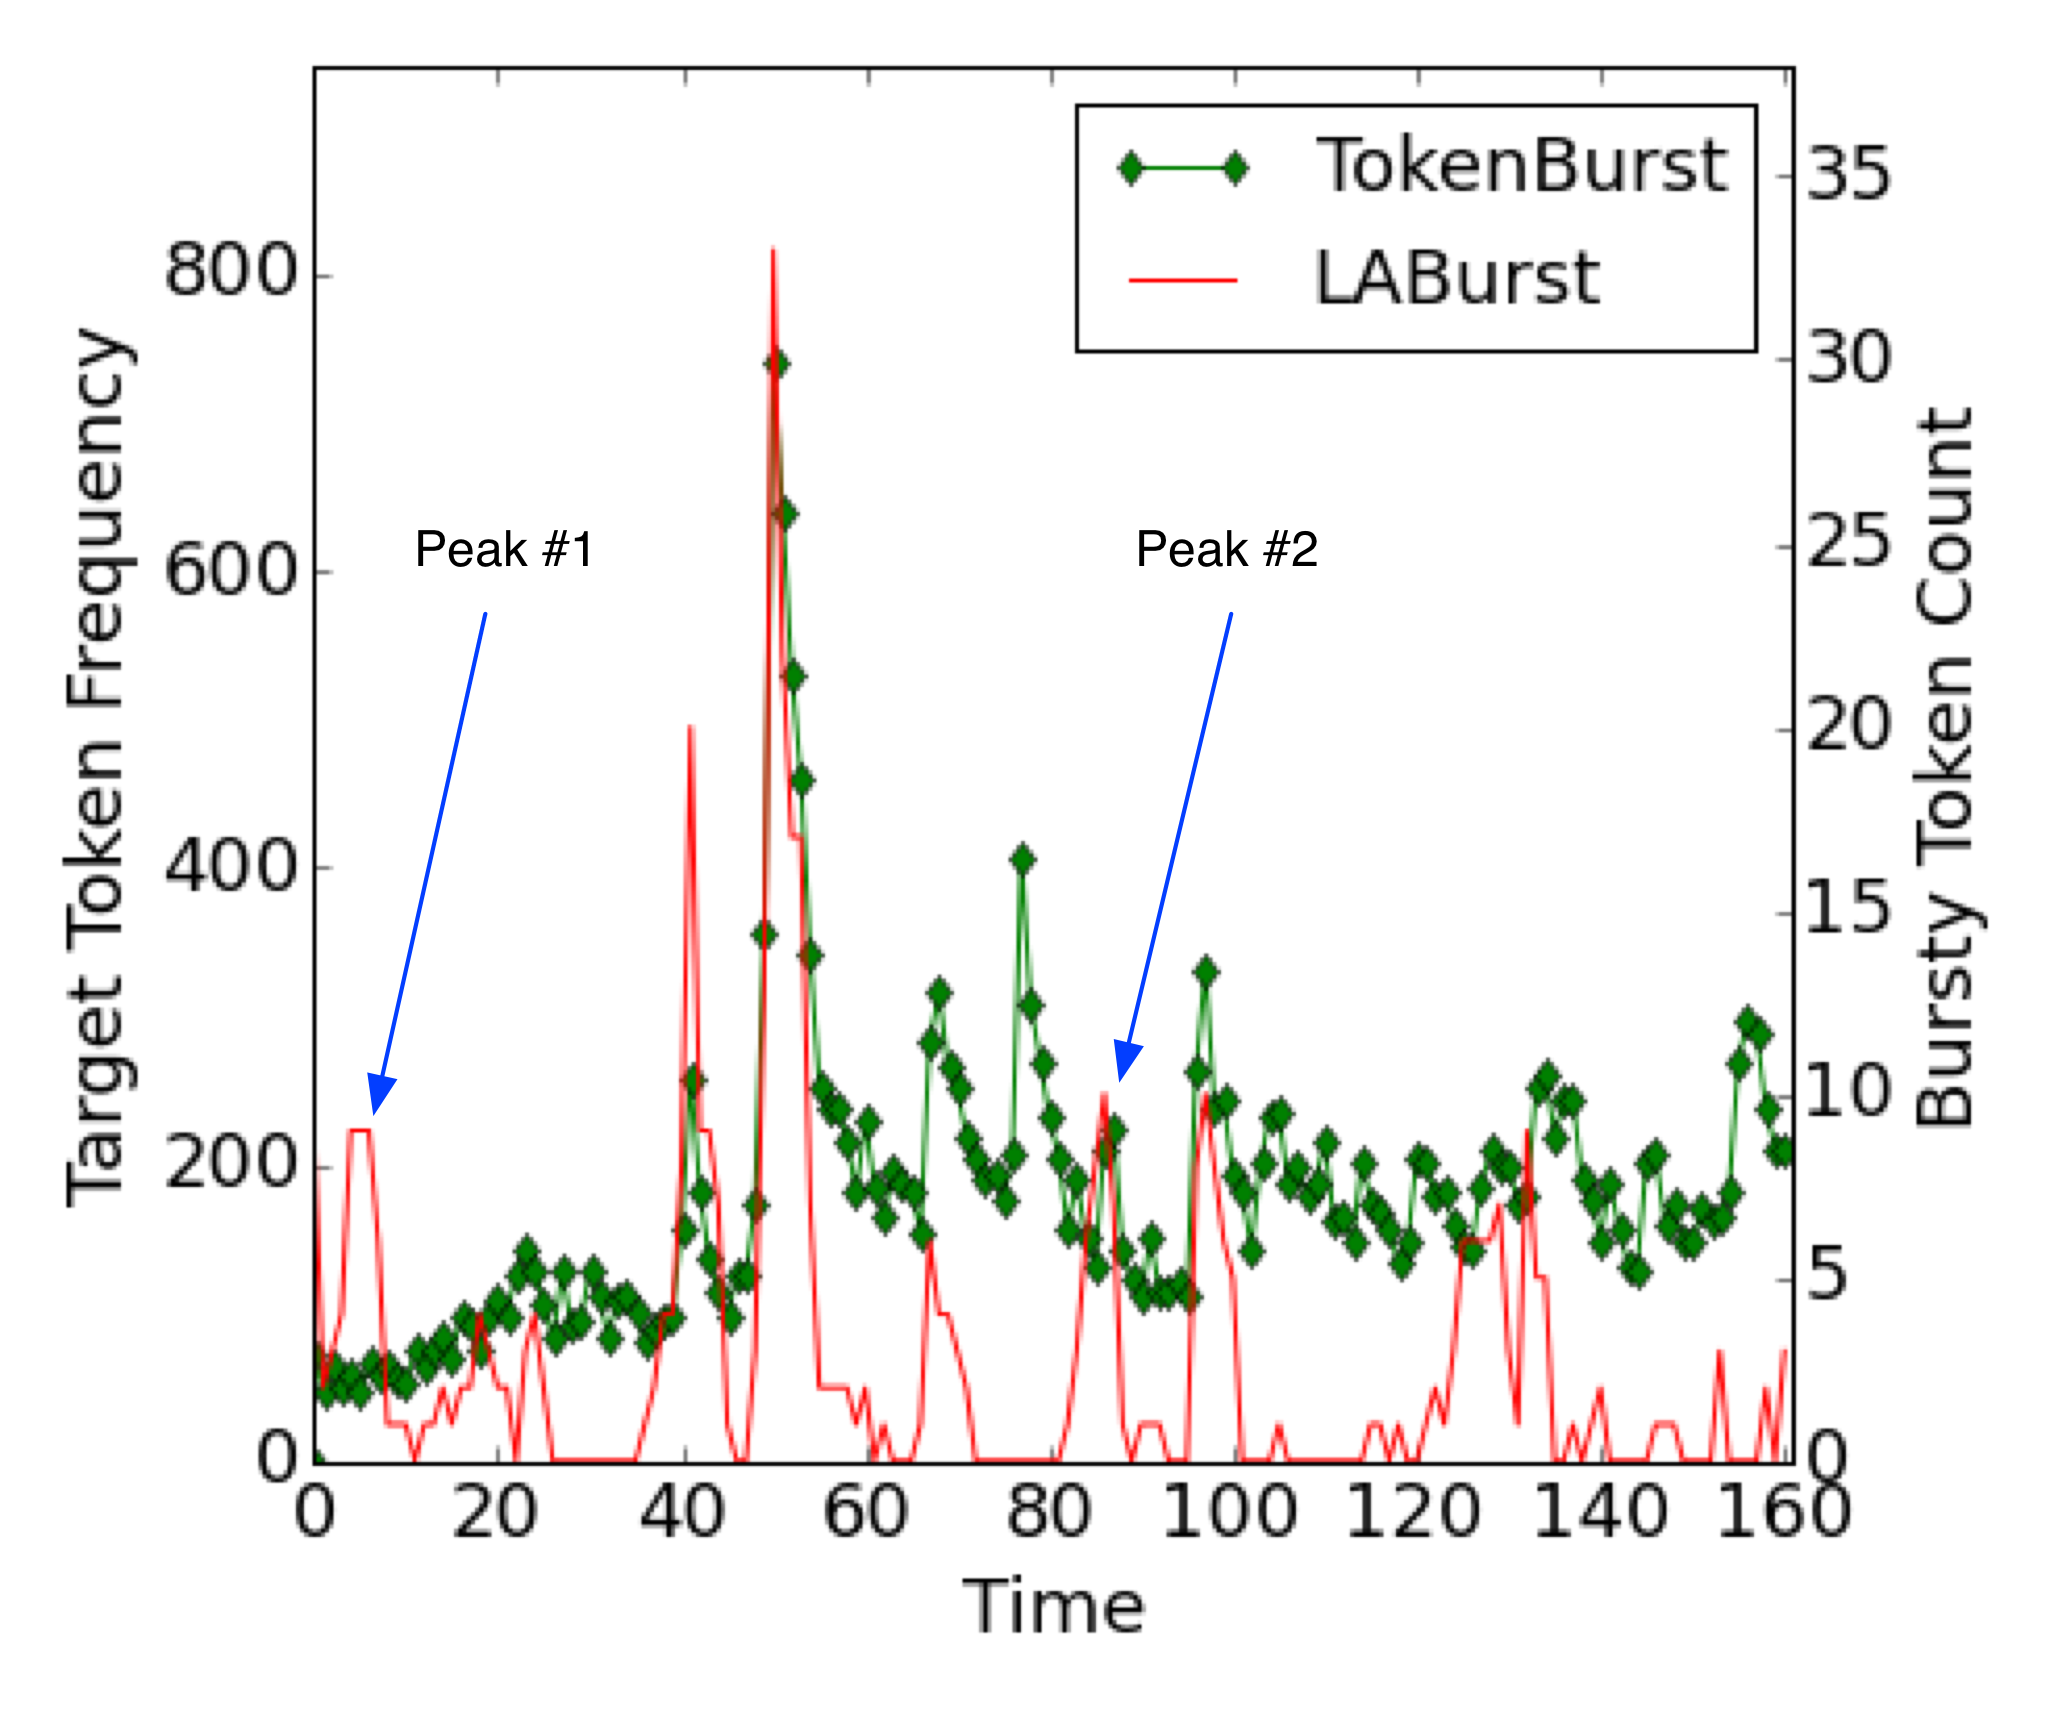 TokenBurst
LABurst
Peak #1
Peak #2
Target Token Frequency
800
600
400
200
0
Bursty Token Count
35
30
25
20
15
10
5
0
0 20 40 60 80 100 120 140 160
Time